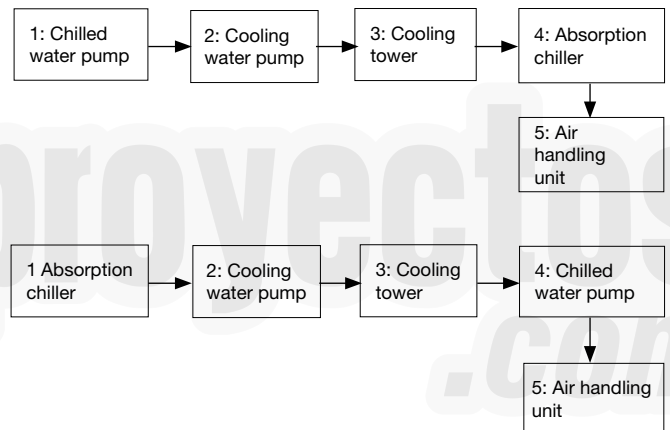 1: Chilled
water pump
2: Cooling
water pump
3: Cooling
tower
4: Absorption
chiller
5: Air
handling
unit
proyectos
1 Absorption
chiller
2: Cooling
water pump
3: Cooling
tower
4: Chilled
water pump
.com
5: Air handling
unit